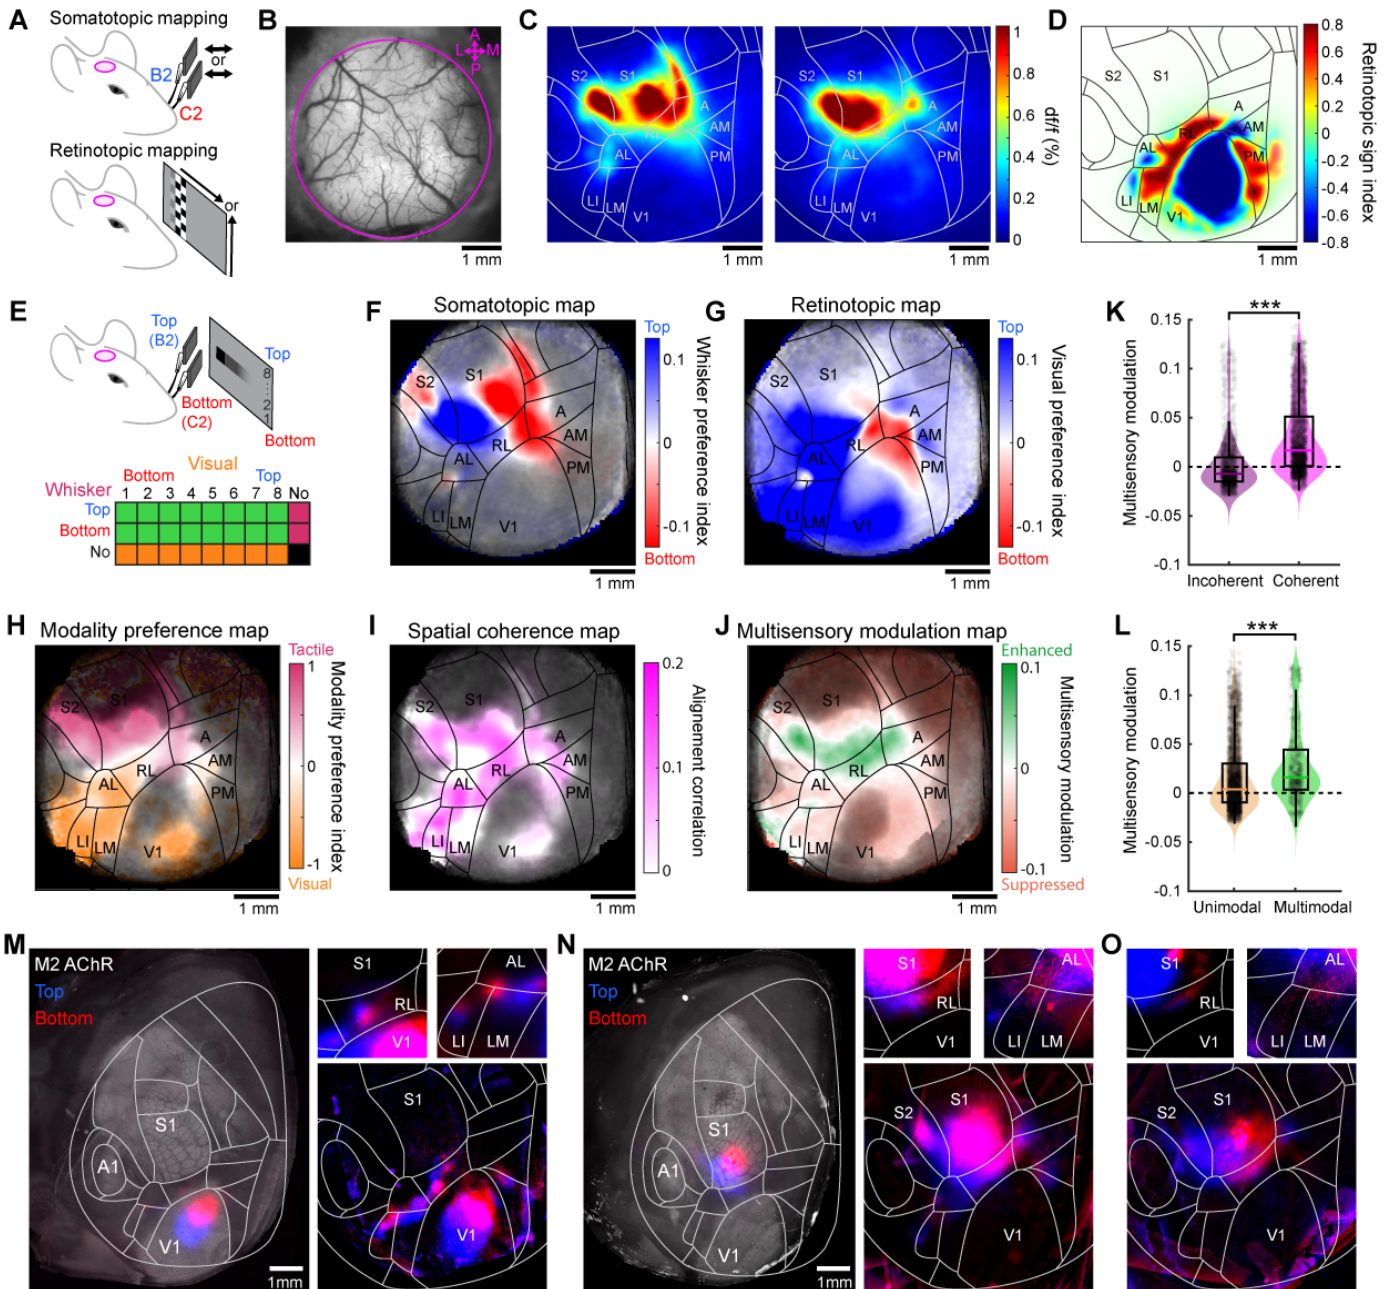 A
Somatotopic mapping
B2
or
C2
Retinotopic mapping
or
B
A
L M
P
1 mm
C
S2
S1
A
RL
AM
AL
PM
LI
LM
V1
1 mm
S2
S1
A
RL
AM
AL
PM
LI
LM
V1
1 mm
1
0.8
0.6
0.4
0.2
0
df/f (%)
D
S2
S1
A
RL
AM
AL
PM
LI
LM
V1
1 mm
0.8
0.6
0.4
0.2
0
-0.2
-0.4
-0.6
-0.8
Retinotopic sign index
E
Top
(B2)
Bottom
(C2)
Top
8
2
1
Bottom
Visual
Bottom Top
Whisker 1 2 3 4 5 6 7 8 No
Top
Bottom
No
F
Somatotopic map
S2
S1
A
RL
AM
AL
PM
LI
LM
V1
1 mm
Top
0.1
0
-0.1
Bottom
Whisker preference index
G
Retinotopic map
S2
S1
A
RL
AM
AL
PM
LI
LM
V1
1 mm
Top
0.1
0
-0.1
Bottom
Visual preference index
K
***
Multisensory modulation
0.15
0.1
0.05
0
-0.05
-0.1
Incoherent Coherent
H
Modality preference map
S2
S1
A
RL
AM
AL
PM
LI
LM
V1
1 mm
Tactile
1
0
-1
Visual
Modality preference index
I
Spatial coherence map
S2
S1
A
RL
AM
AL
PM
LI
LM
V1
1 mm
0.2
0.1
0
Alignement correlation
J
Multisensory modulation map
S2
S1
A
RL
AM
AL
PM
LI
LM
V1
1 mm
Enhanced
0.1
0
-0.1
Suppressed
Multisensory modulation
L
***
Multisensory modulation
0.15
0.1
0.05
0
-0.05
-0.1
Unimodal Multimodal
M
M2 AChR
Top
Bottom
S1
A1
V1
1mm
S1
RL
V1
AL
LI
LM
S1
V1
N
M2 AChR
Top
Bottom
S1
A1
V1
1mm
S1
RL
V1
AL
LI
LM
S2
S1
V1
O
S1
RL
V1
AL
LI
LM
S2
S1
V1